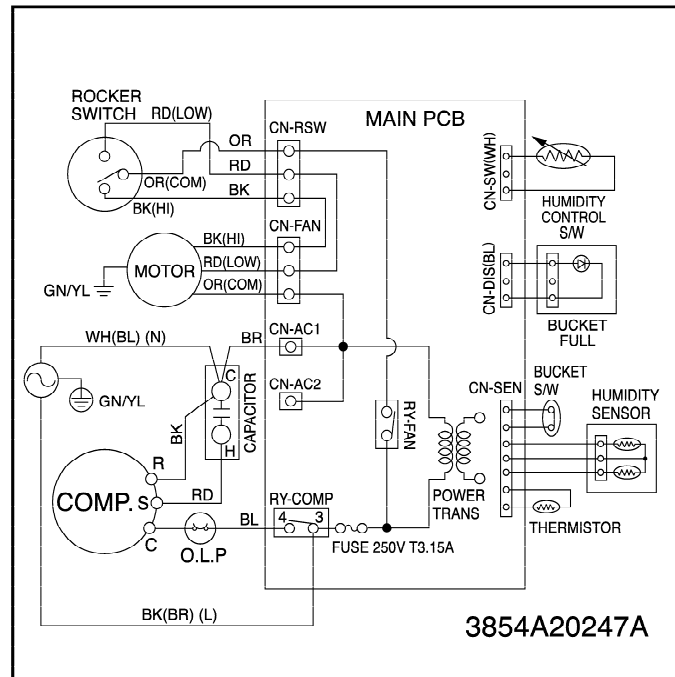 ROCKER
SWITCH
RD(LOW)
OR
OR(COM)
RD
BK
BK(HI)
CN-RSW
MAIN PCB
CN-SW(WH)
HUMIDITY
CONTROL
S/W
CN-FAN
BK(HI)
RD(LOW)
OR(COM)
MOTOR
GN/YL
CN-DIS(BL)
BUCKET
FULL
WH(BL) (N)
BR
CN-AC1
CN-AC2
GN/YL
C
H
CAPACITOR
BK
R
COMP.
S
RD
C
O.L.P
BL
RY-COMP
4 3
FUSE 250V T3.15A
RY-FAN
POWER
TRANS
CN-SEN
BUCKET
S/W
HUMIDITY
SENSOR
THERMISTOR
BK(BR) (L)
3854A20247A